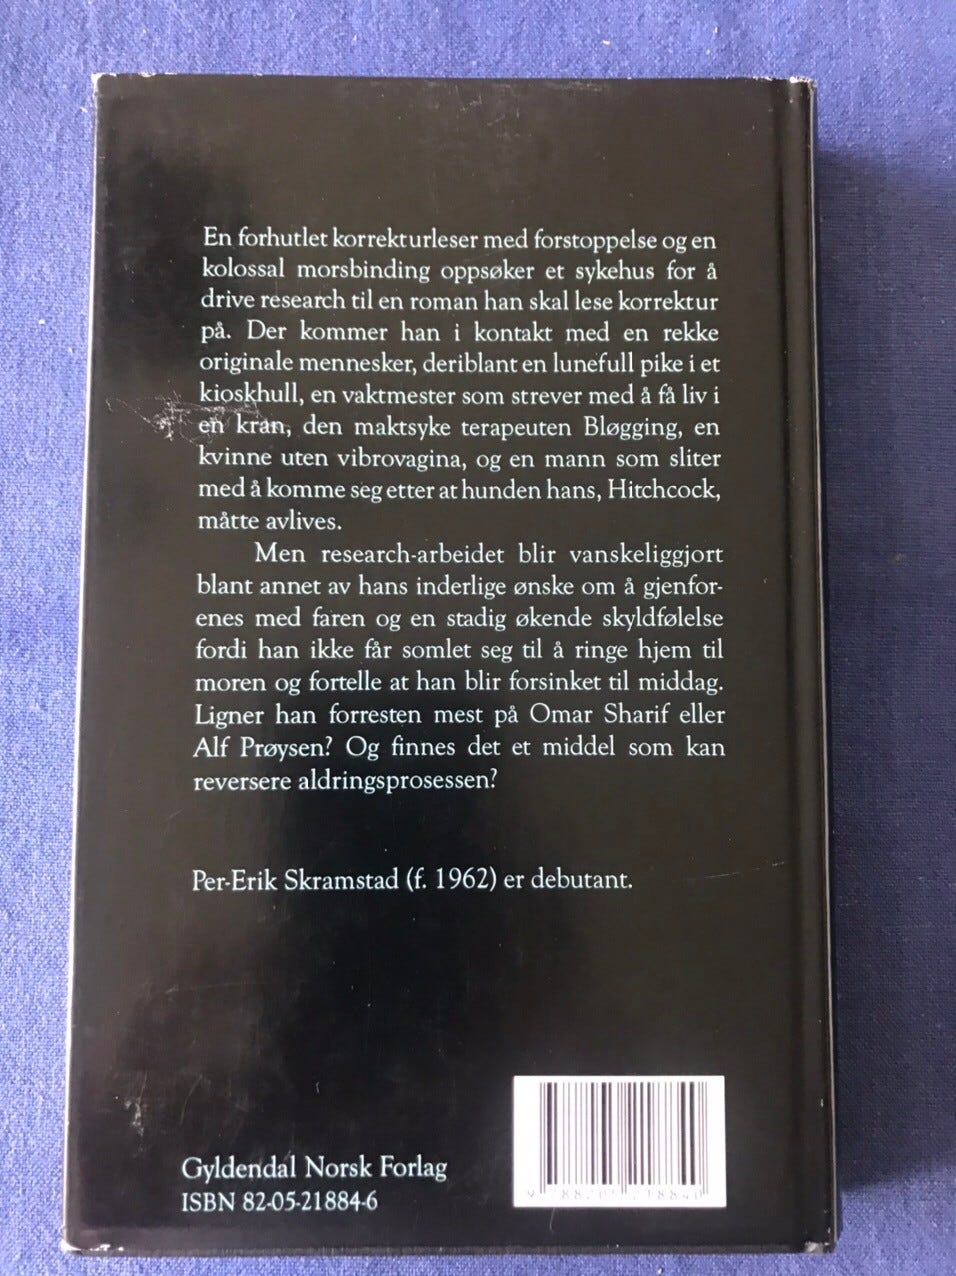 En forhutlet korrekturleser med forstoppelse og en
kolossal morsbinding oppsøker et sykehus for å
drive research til en roman han skal lese korrektur
på. Der kommer han i kontakt med en rekke
originale mennesker, deriblant en lunefull pike i et
kioskhull, en vaktmester som strever med å få liv i
en kran, den maktsyke terapeuten Bløgging, en
kvinne uten vibrovagina, og en mann som sliter
med å komme seg etter at hunden hans, Hitchcock,
måtte avlives.
Men research-arbeidet blir vanskeliggjort
blant annet av hans inderlige ønske om å gjenfor-
enes med faren og en stadig økende skyldfølelse
fordi han ikke får somlet seg til å ringe hjem til
moren og fortelle at han blir forsinket til middag.
Ligner han forresten mest på Omar Sharif eller
Alf Prøysen? Og finnes det et middel som kan
reversere aldringsprosessen?
Per-Erik Skramstad (f. 1962) er debutant.
Gyldendal Norsk Forlag
ISBN 82-05-21884-6
9 788205 218840